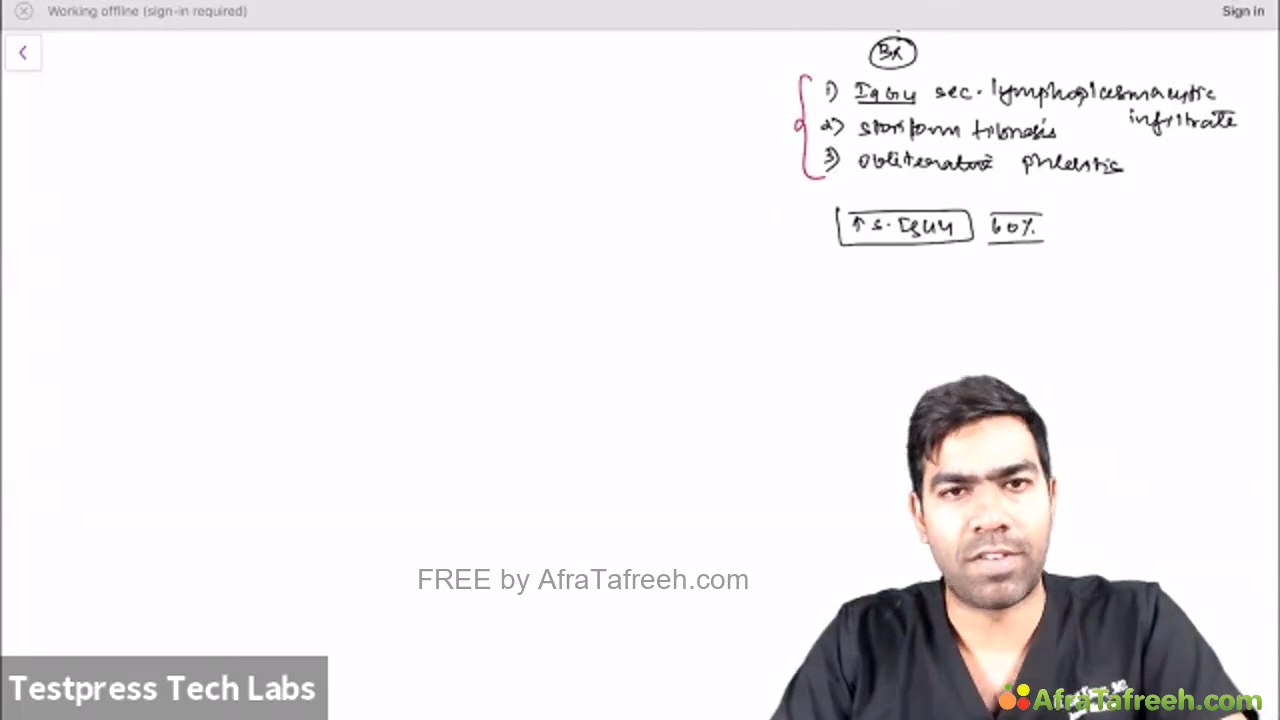 Working offline (sign-in required)
Sign in
Bx
1) IgG4 sec. lymphoplasmacytic
infiltrate
2) storiform fibrosis
3) obliterative phlebitis
↑ S. IgG4 60%
FREE by AfraTafreeh.com
Testpress Tech Labs
AfraTafreeh.com